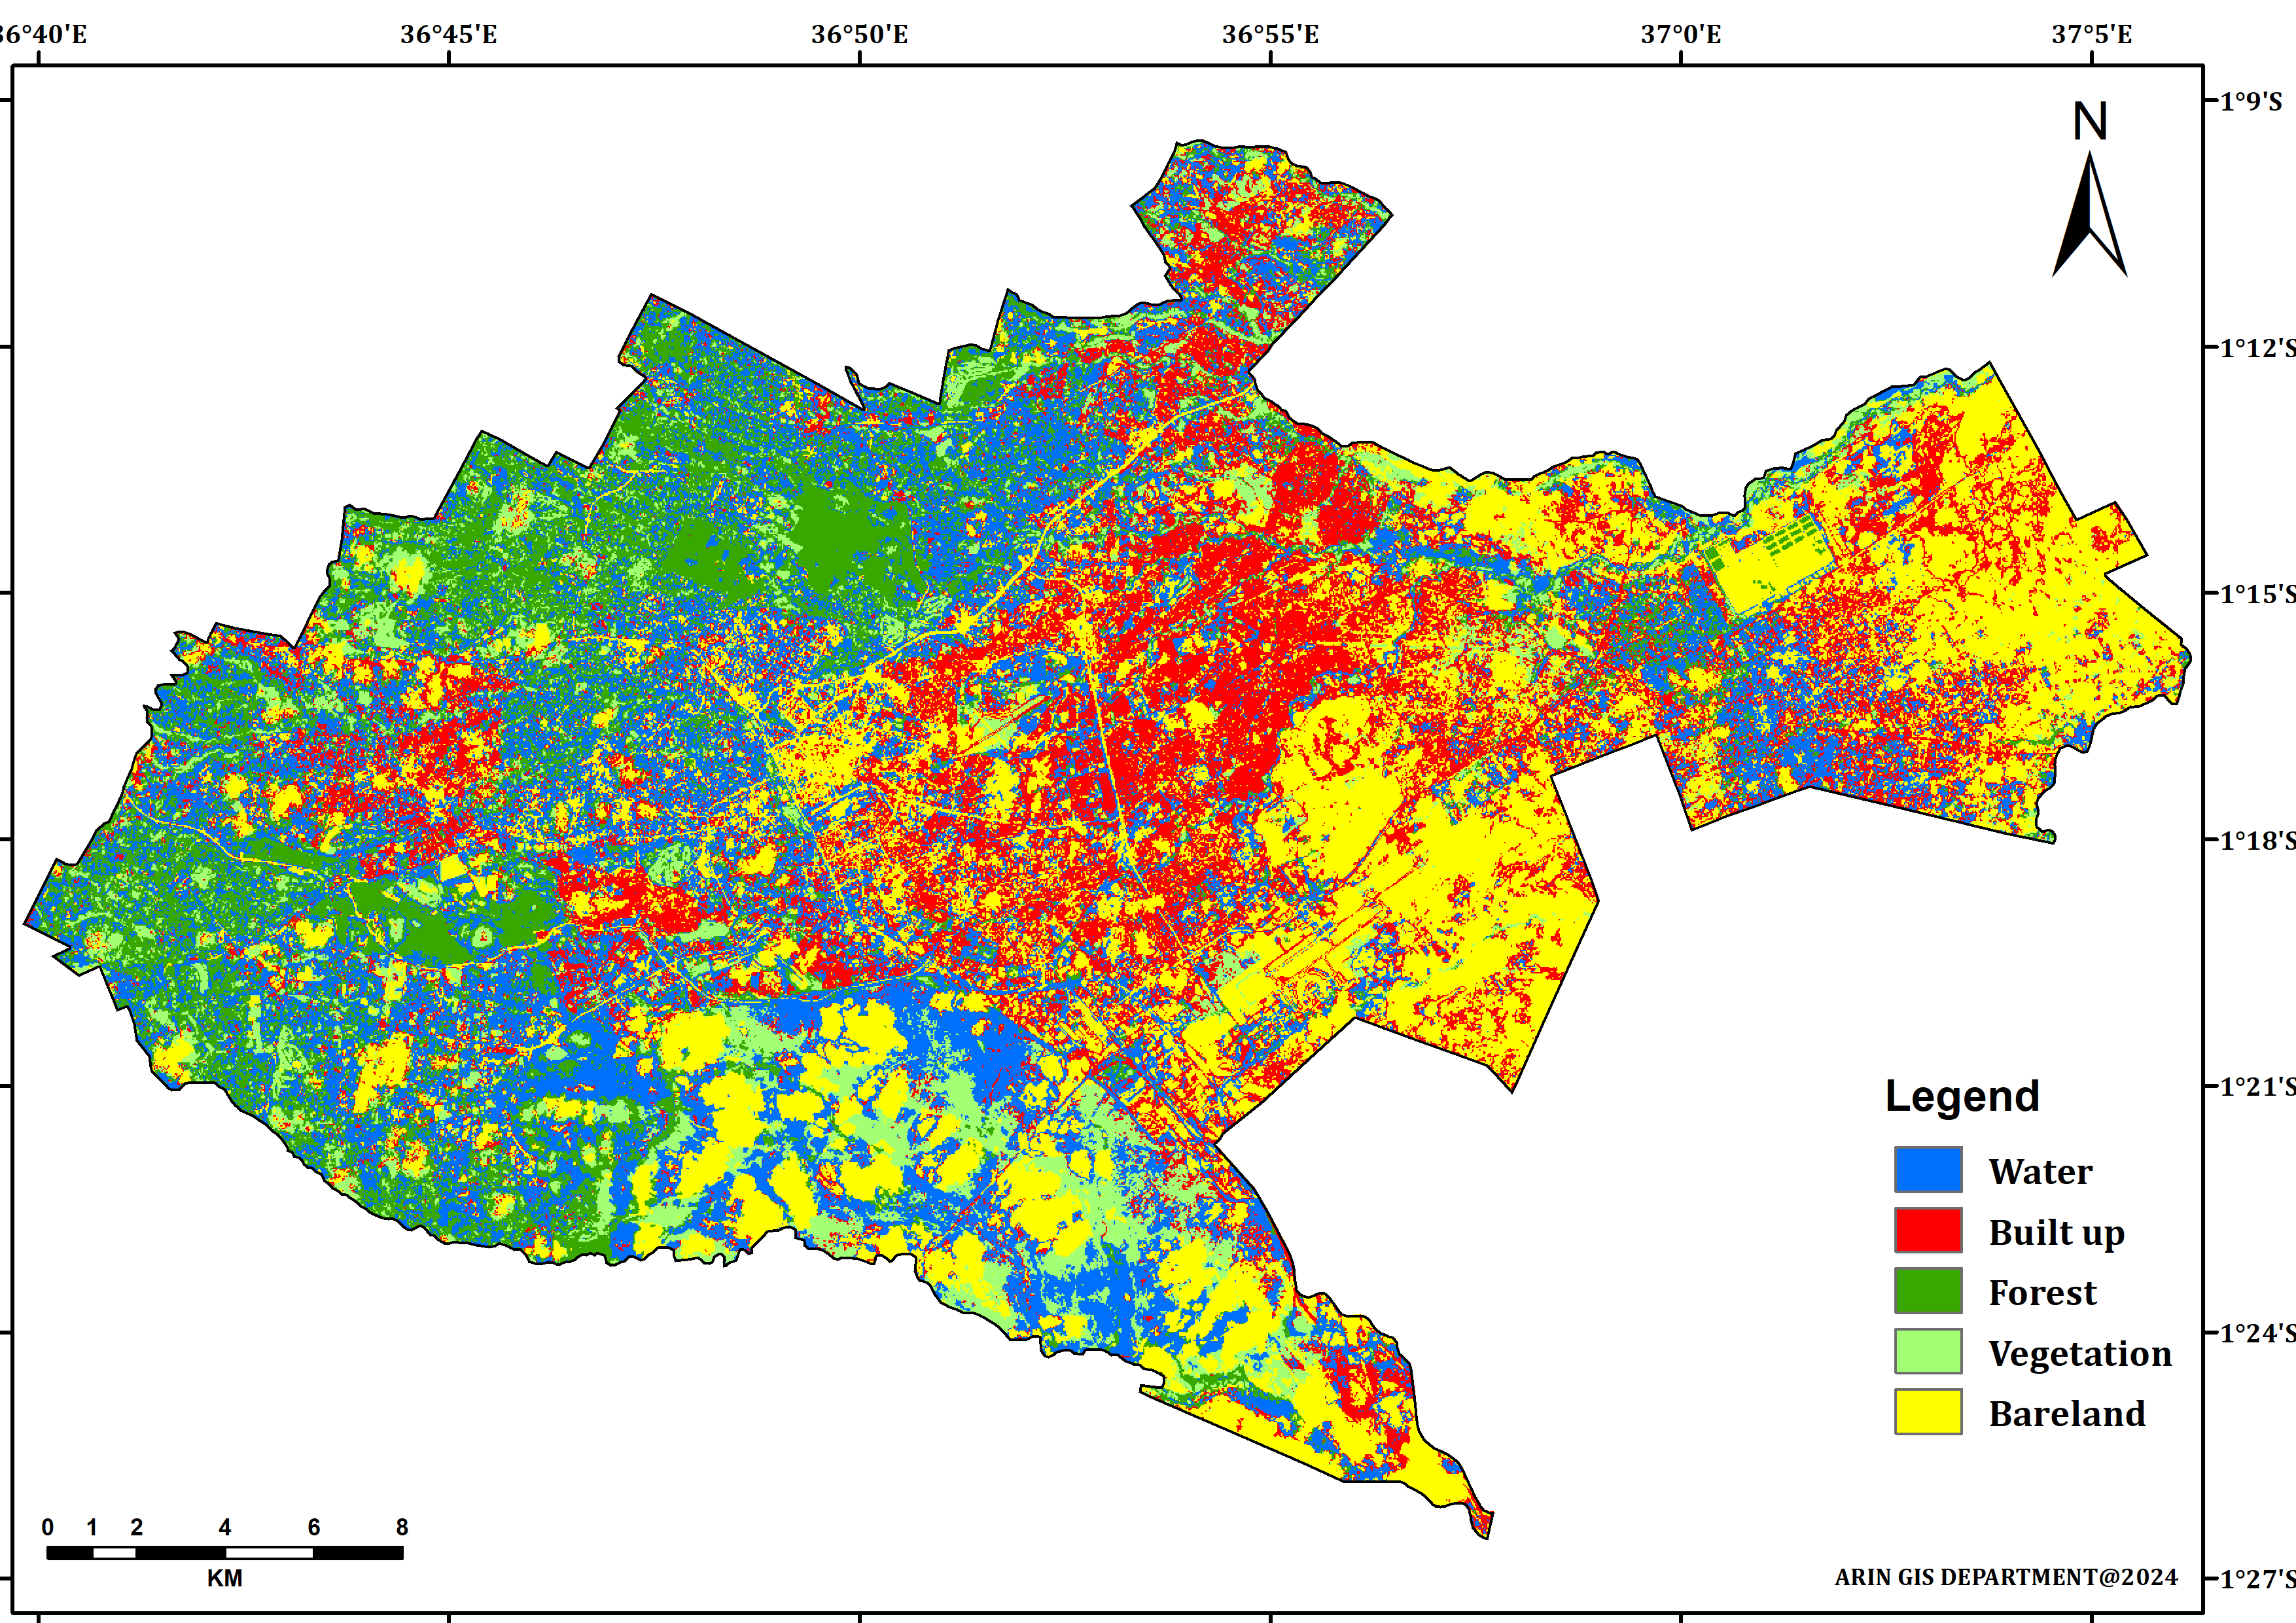 36°40'E 36°45'E 36°50'E 36°55'E 37°0'E 37°5'E
1°9'S
N
1°12'S
1°15'S
1°18'S
1°21'S
Legend
Water
Built up
Forest
Vegetation
Bareland
1°24'S
0 1 2 4 6 8
KM
ARIN GIS DEPARTMENT@2024
1°27'S